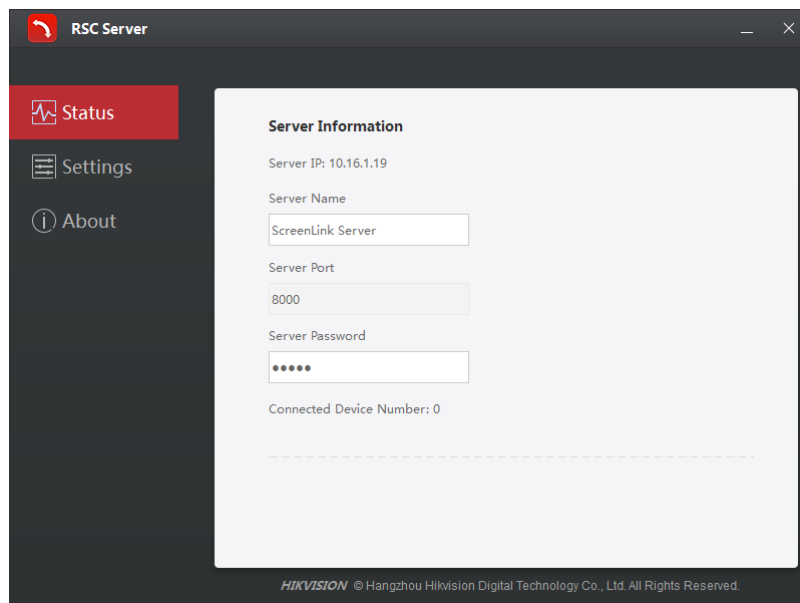 RSC Server
Status
Settings
About
Server Information
Server IP: 10.16.1.19
Server Name
ScreenLink Server
Server Port
8000
Server Password
●●●●●
Connected Device Number: 0
HIKVISION © Hangzhou Hikvision Digital Technology Co., Ltd. All Rights Reserved.